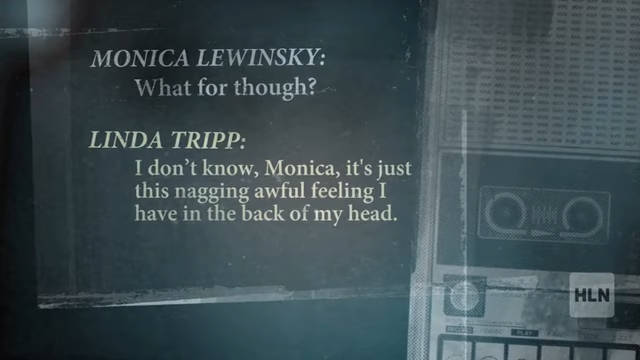 MONICA LEWINSKY:
What for though?
LINDA TRIPP:
I don't know, Monica, it's just
this nagging awful feeling I
have in the back of my head.
HLN